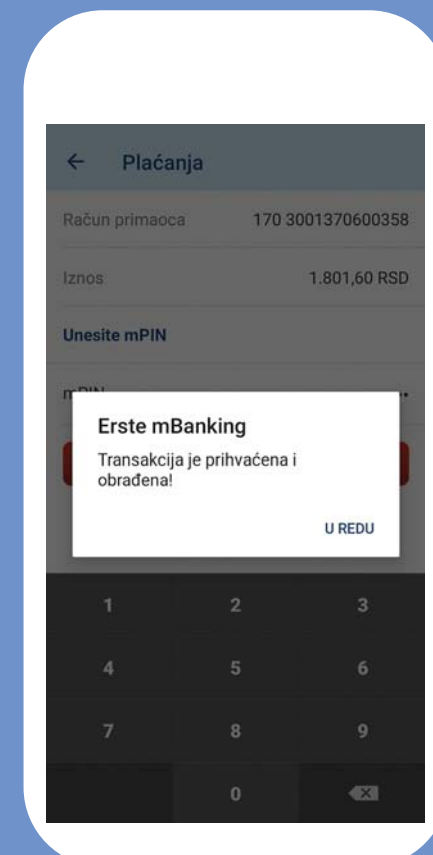 Plaćanja
Račun primaoca 170 3001370600358
Iznos 1.801,60 RSD
Unesite mPIN
mPIN
Erste mBanking
Transakcija je prihvaćena i
obrađena!
U REDU
1 2 3
4 5 6
7 8 9
0